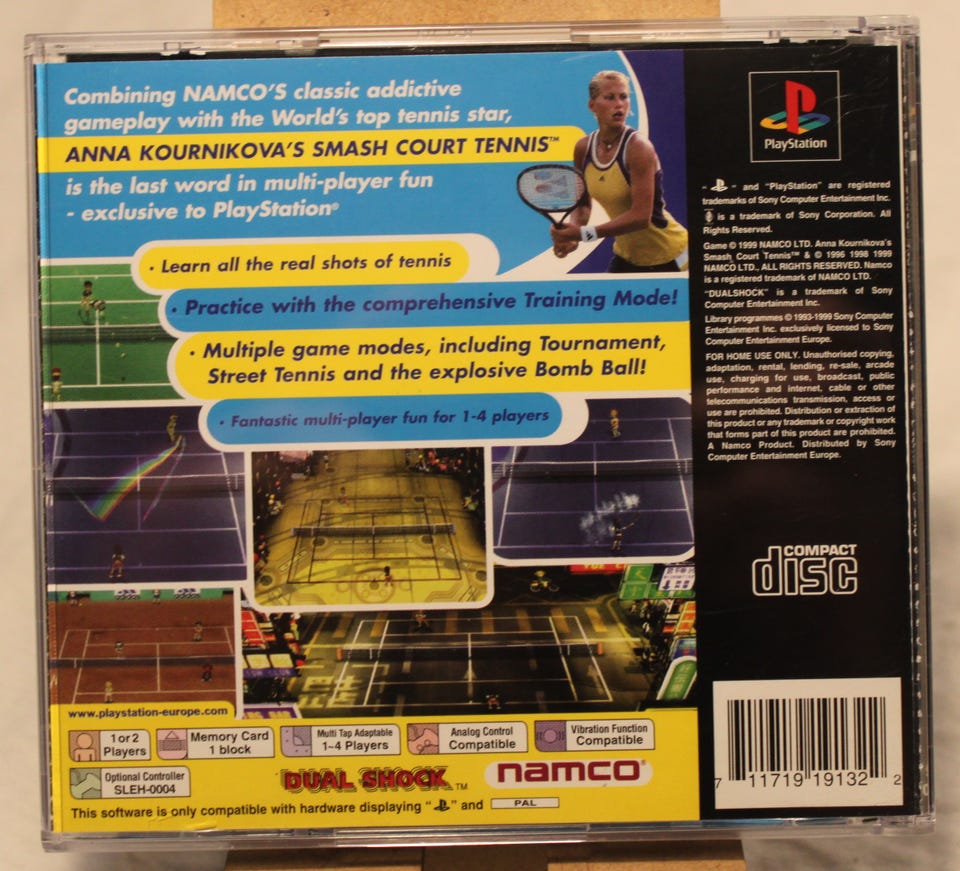 Combining NAMCO'S classic addictive
gameplay with the World's top tennis star,
ANNA KOURNIKOVA'S SMASH COURT TENNIS™
is the last word in multi-player fun
- exclusive to PlayStation®
· Learn all the real shots of tennis
· Practice with the comprehensive Training Mode!
· Multiple game modes, including Tournament,
Street Tennis and the explosive Bomb Ball!
· Fantastic multi-player fun for 1-4 players
www.playstation-europe.com
1 or 2
Players
Memory Card
1 block
Multi Tap Adaptable
1~4 Players
Analog Control
Compatible
Vibration Function
Compatible
Optional Controller
SLEH-0004
DUAL SHOCK™
namco®
This software is only compatible with hardware displaying " " and PAL
PlayStation
" " and "PlayStation" are registered
trademarks of Sony Computer Entertainment Inc.
is a trademark of Sony Corporation. All
Rights Reserved.
Game © 1999 NAMCO LTD. Anna Kournikova's
Smash Court Tennis™ & © 1996 1998 1999
NAMCO LTD., ALL RIGHTS RESERVED. Namco
is a registered trademark of NAMCO LTD.
"DUALSHOCK" is a trademark of Sony
Computer Entertainment Inc.
Library programmes © 1993-1999 Sony Computer
Entertainment Inc. exclusively licensed to Sony
Computer Entertainment Europe.
FOR HOME USE ONLY. Unauthorised copying,
adaptation, rental, lending, re-sale, arcade
use, charging for use, broadcast, public
performance and internet, cable or other
telecommunications transmission, access or
use are prohibited. Distribution or extraction of
this product or any trademark or copyright work
that forms part of this product are prohibited.
A Namco Product. Distributed by Sony
Computer Entertainment Europe.
COMPACT
disc
7 11719 19132 2